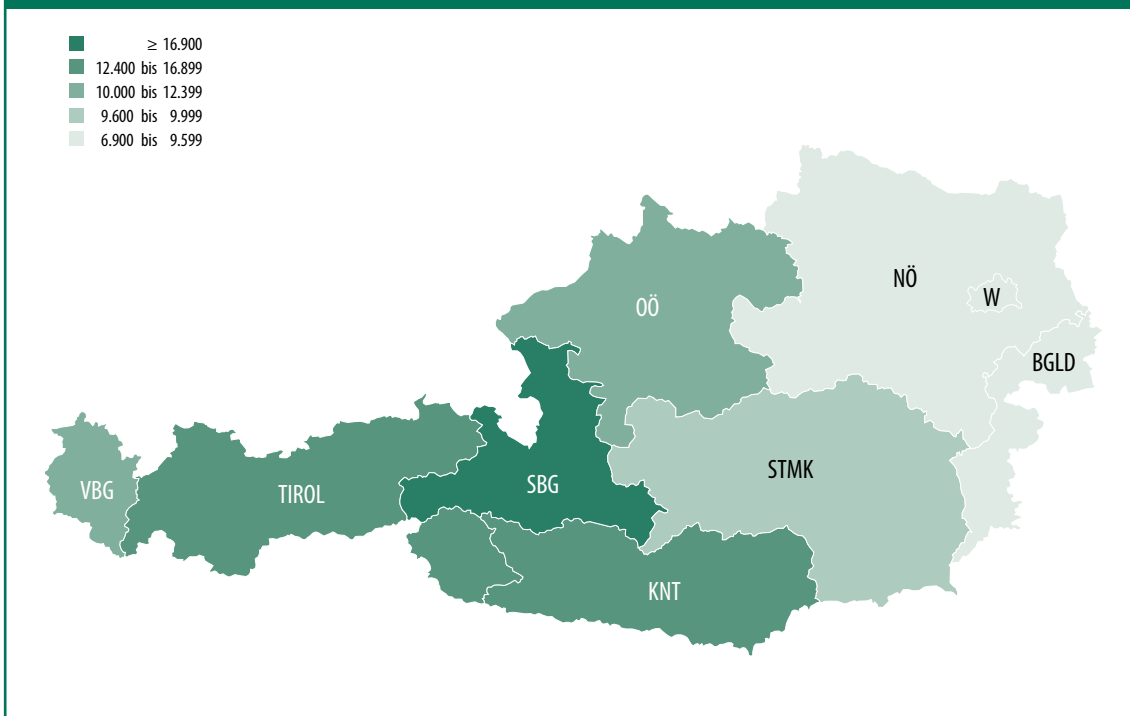 ≥ 16.900
12.400 bis 16.899
10.000 bis 12.399
9.600 bis 9.999
6.900 bis 9.599
NÖ
W
OÖ
BGLD
STMK
SBG
VBG
TIROL
KNT